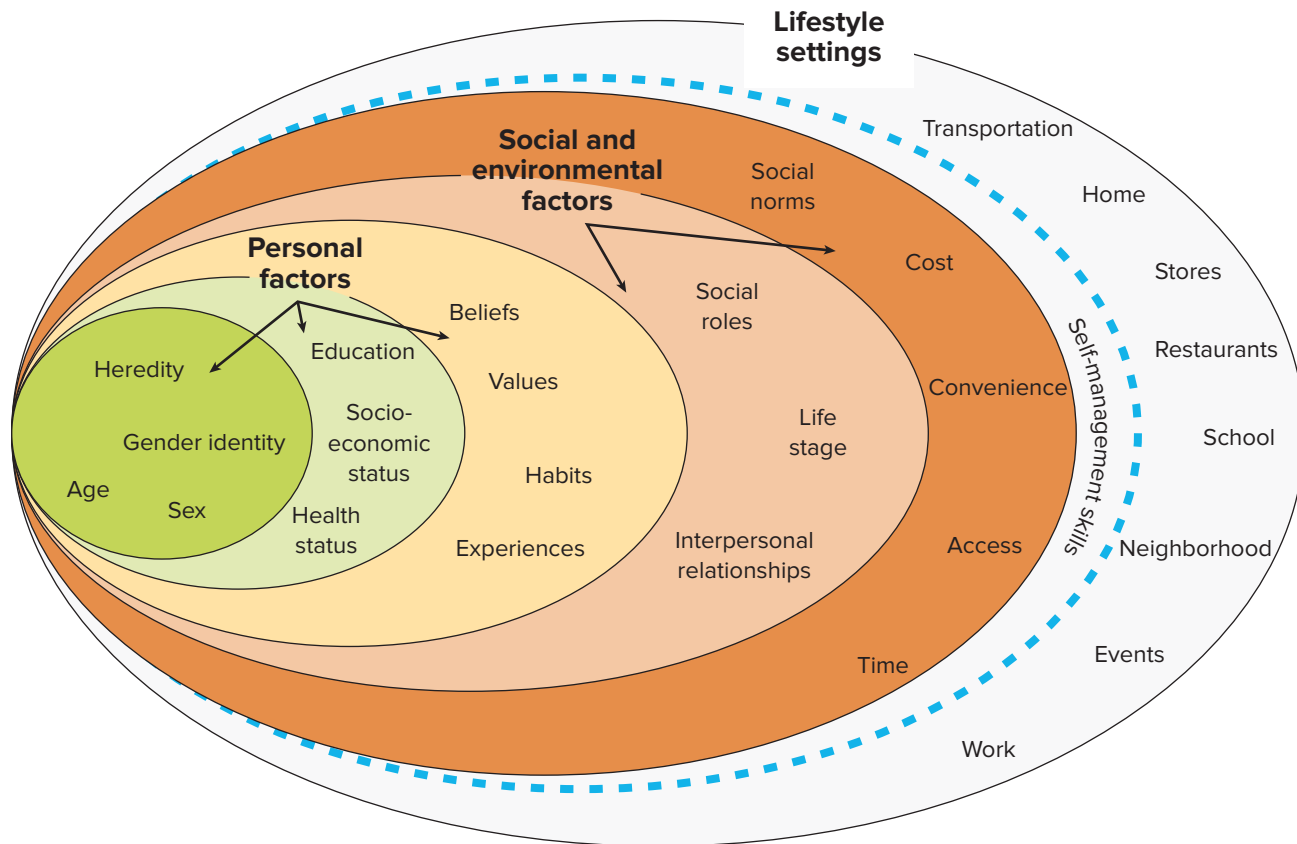 Lifestyle
settings
Transportation
Home
Stores
Restaurants
School
Neighborhood
Events
Work
Self-management skills
Social and
environmental
factors
Social
norms
Cost
Convenience
Access
Time
Social
roles
Life
stage
Interpersonal
relationships
Personal
factors
Beliefs
Values
Habits
Experiences
Education
Socio-
economic
status
Health
status
Heredity
Gender identity
Age
Sex